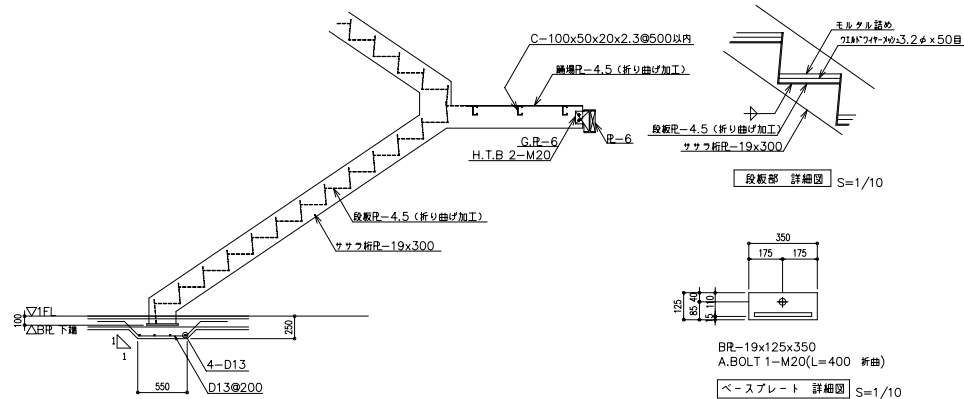 C-100x50x20x2.3@500以内
踊場PL-4.5（折り曲げ加工）
G.PL-6
H.T.B 2-M20
PL-6
段板PL-4.5（折り曲げ加工）
ササラ桁PL-19x300
▽1FL
100
△BPL 下端
1
1
250
4-D13
D13@200
550
モルタル詰め
ウエルドワイヤーメッシュ3.2φx50目
段板PL-4.5（折り曲げ加工）
ササラ桁PL-19x300
段板部 詳細図 S=1/10
350
175 175
125
85 40
15 110
BPL-19x125x350
A.BOLT 1-M20(L=400 折曲)
ベースプレート 詳細図 S=1/10